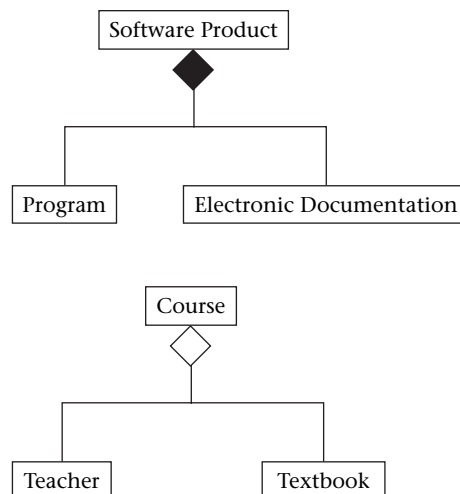 Software Product
Program
Electronic Documentation
Course
Teacher
Textbook